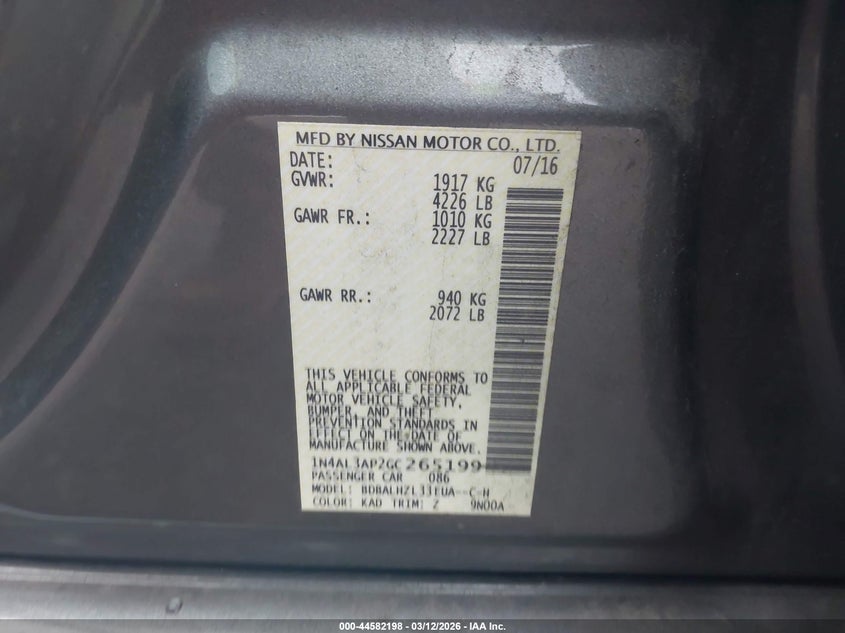 MFD BY NISSAN MOTOR CO., LTD.
DATE: 07/16
GVWR: 1917 KG
4226 LB
GAWR FR.: 1010 KG
2227 LB
GAWR RR.: 940 KG
2072 LB
THIS VEHICLE CONFORMS TO
ALL APPLICABLE FEDERAL
MOTOR VEHICLE SAFETY,
BUMPER, AND THEFT
PREVENTION STANDARDS IN
EFFECT ON THE DATE OF
MANUFACTURE SHOWN ABOVE.
1N4AL3AP2GC265199
PASSENGER CAR 086
MODEL: BDBALHZL33EUA--C-H
COLOR: KAD TRIM: Z 9N00A
000-44582198 - 03/12/2026 - IAA Inc.